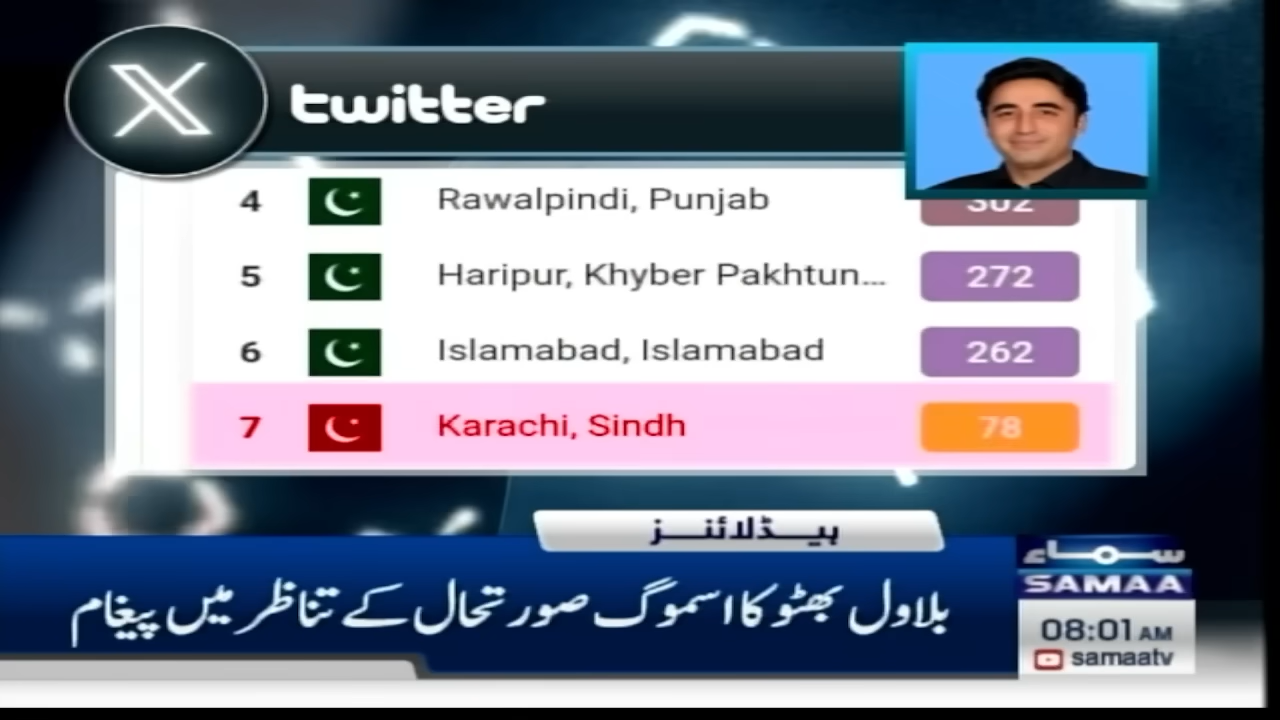 twitter
4 Rawalpindi, Punjab 302
5 Haripur, Khyber Pakhtun... 272
6 Islamabad, Islamabad 262
7 Karachi, Sindh 78
ہیڈلائنز
بلاول بھٹو کا اسموگ صورتحال کے تناظر میں پیغام
سماء
SAMAA
08:01 AM
samaatv